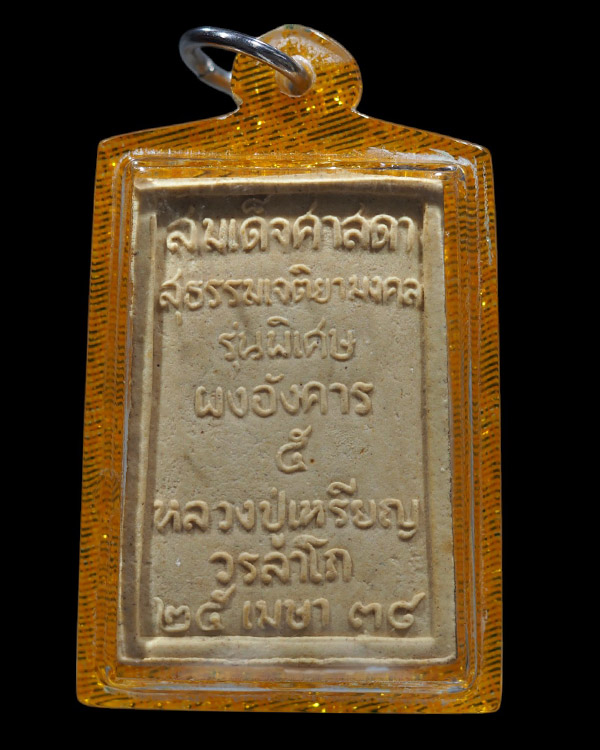 สมเด็จศาสดา
สุธรรมเจติยามงคล
รุ่นพิเศษ
ผงอังคาร
๕
หลวงปู่เหรียญ
วรลาโภ
๒๕ เมษา ๓๘